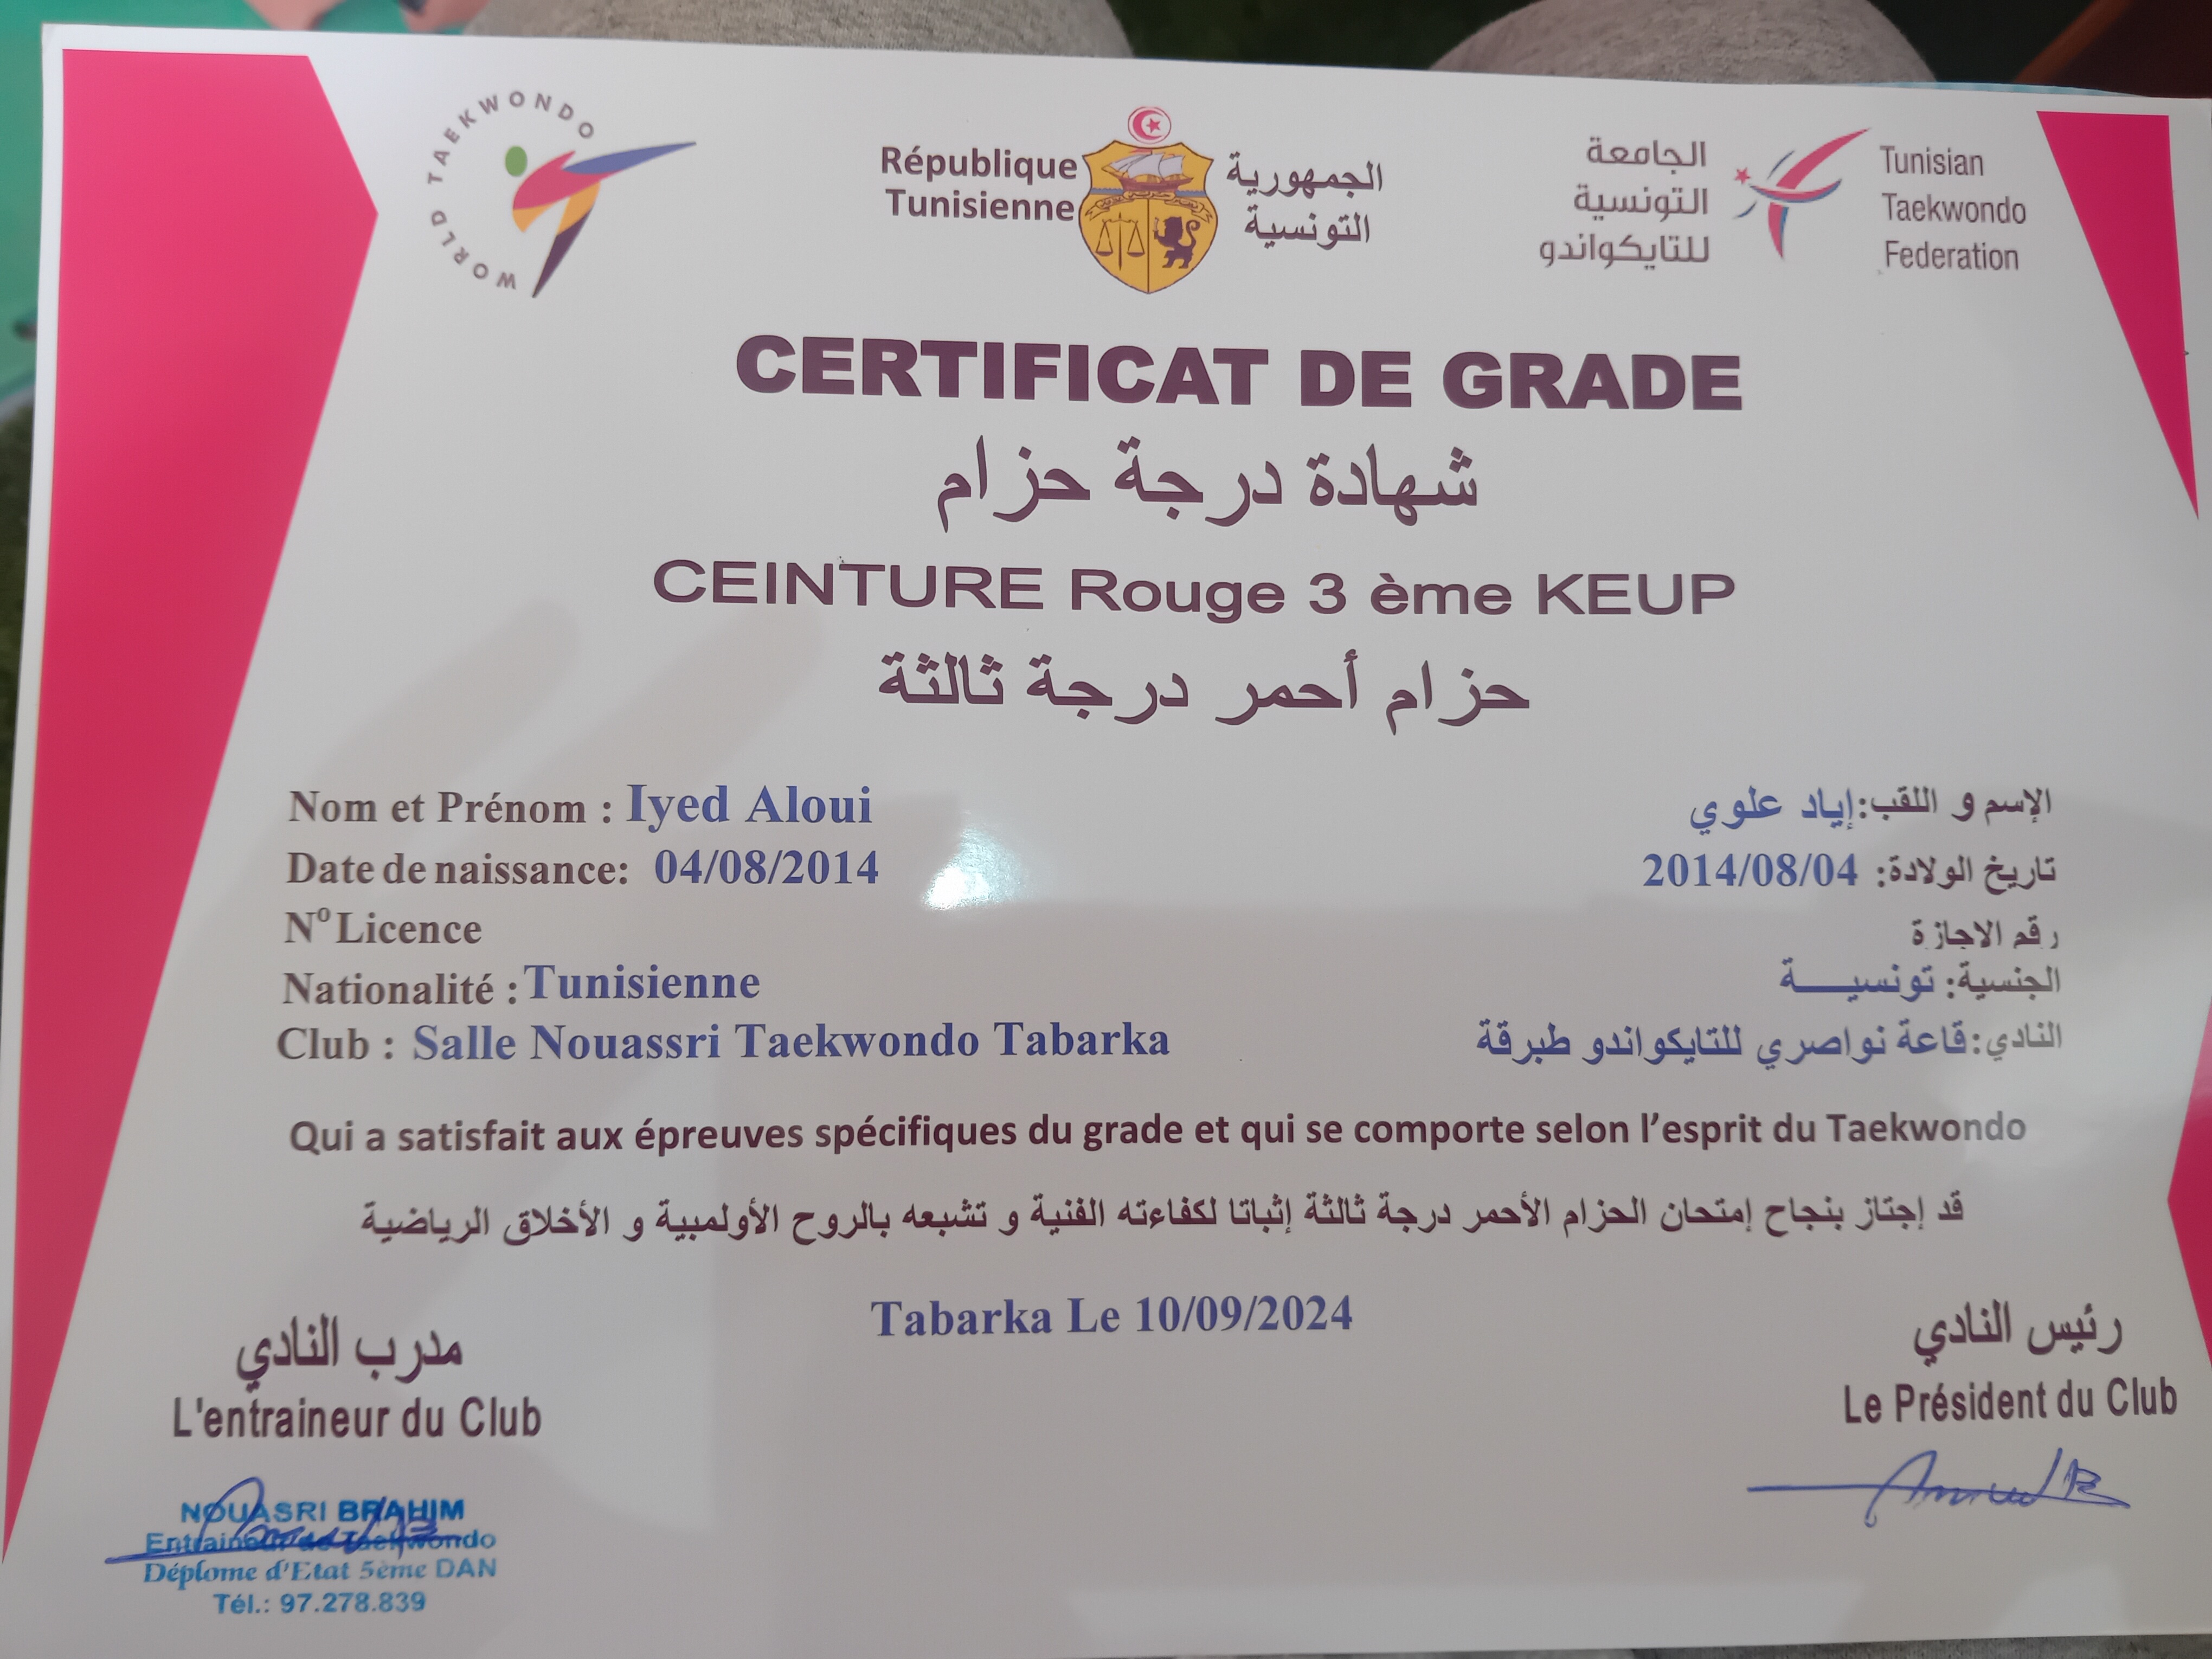 WORLD TAEKWONDO
République
Tunisienne
الجمهورية
التونسية
الجامعة
التونسية
للتايكواندو
Tunisian
Taekwondo
Federation
CERTIFICAT DE GRADE
شهادة درجة حزام
CEINTURE Rouge 3 ème KEUP
حزام أحمر درجة ثالثة
Nom et Prénom : Iyed Aloui
الإسم و اللقب:إياد علوي
Date de naissance: 04/08/2014
تاريخ الولادة: 2014/08/04
N° Licence
رقم الاجازة
Nationalité : Tunisienne
الجنسية: تونسيـــــة
Club : Salle Nouassri Taekwondo Tabarka
النادي:قاعة نواصري للتايكواندو طبرقة
Qui a satisfait aux épreuves spécifiques du grade et qui se comporte selon l'esprit du Taekwondo
قد إجتاز بنجاح إمتحان الحزام الأحمر درجة ثالثة إثباتا لكفاءته الفنية و تشبعه بالروح الأولمبية و الأخلاق الرياضية
Tabarka Le 10/09/2024
مدرب النادي
L'entraineur du Club
رئيس النادي
Le Président du Club
NOUASRI BRAHIM
Entraineur de Taekwondo
Déplome d'Etat 5ème DAN
Tél.: 97.278.839